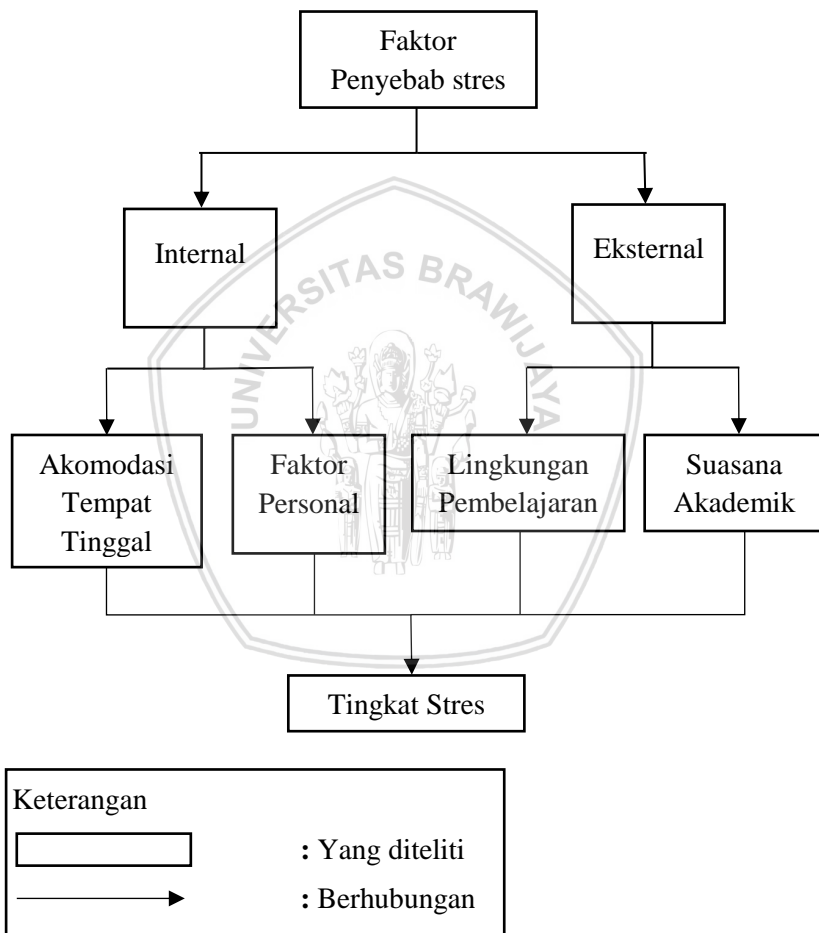 Faktor
Penyebab stres
Internal
Eksternal
UNIVERSITAS BRAWIJAYA
Akomodasi
Tempat
Tinggal
Faktor
Personal
Lingkungan
Pembelajaran
Suasana
Akademik
Tingkat Stres
Keterangan
: Yang diteliti
: Berhubungan